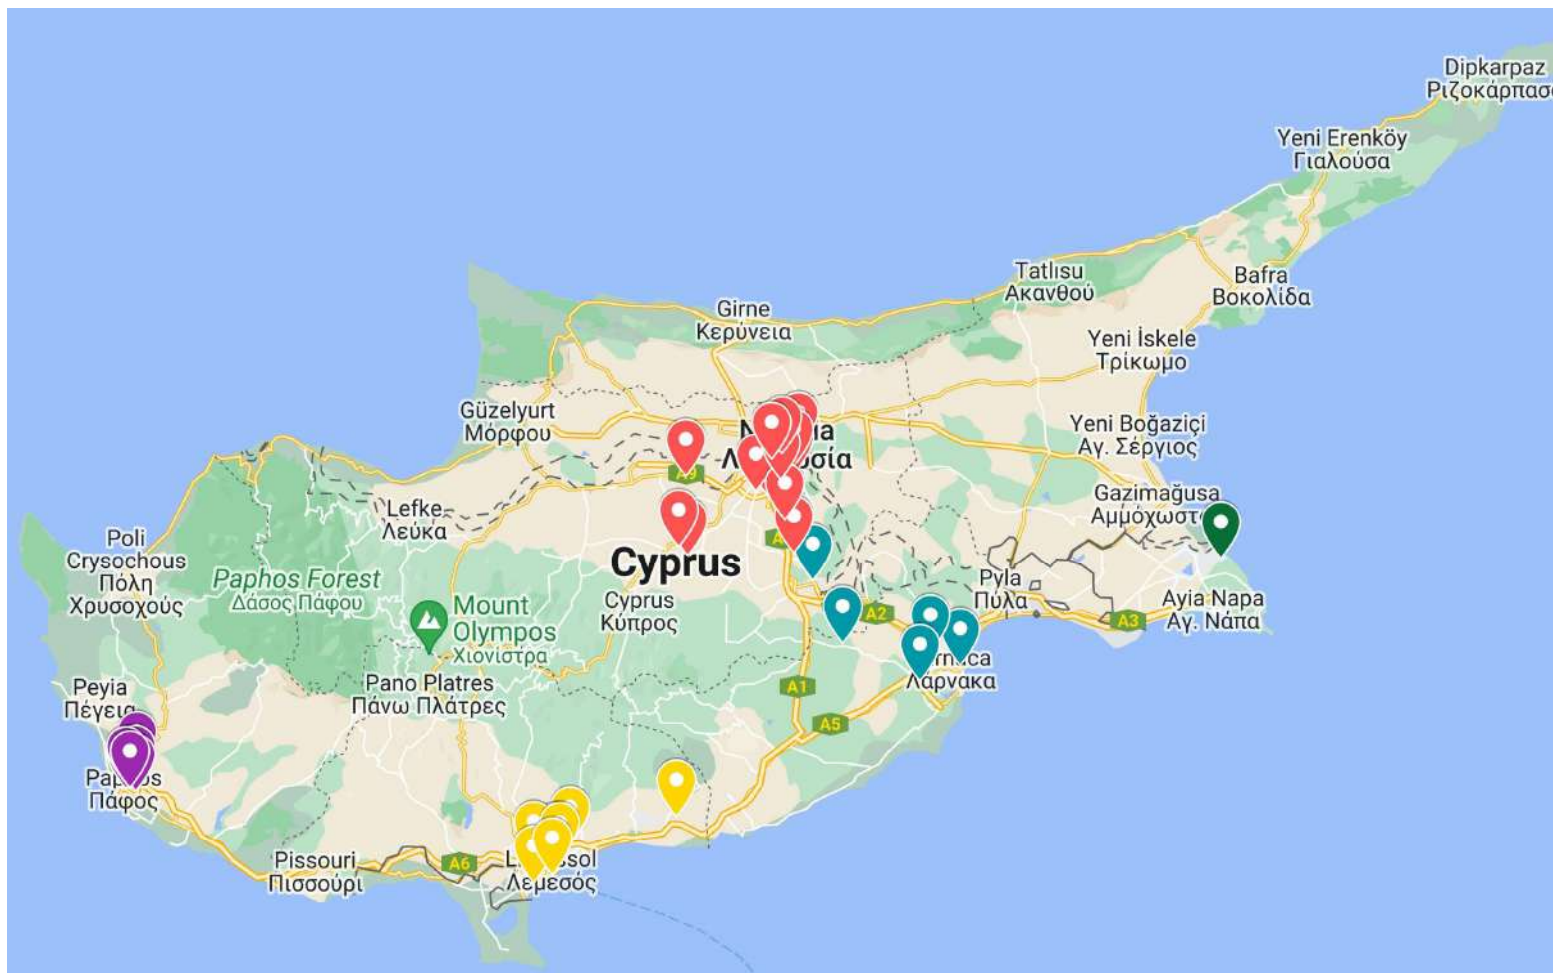 Dipkarpaz
Yeni Erenköy
Γιαλούσα
Tatlısu
Ακανθού
Bafra
Βοκολίδα
Girne
Κερύνεια
Yeni İskele
Τρίκωμο
Güzelyurt
Μόρφου
Yeni Boğaziçi
Αγ. Σέργιος
A9
Gazimağusa
Lefke
Λεύκα
Poli
Crysochous
Πόλη
Χρυσοχούς
Cyprus
Paphos Forest
Δάσος Πάφου
Pyla
Πύλα
Cyprus
Κύπρος
Mount
Olympos
Χιονίστρα
A2
A3
Ayia Napa
Αγ. Νάπα
Λάρνακα
Pano Platres
Πάνω Πλάτρες
A1
Peyia
Πέγεια
A5
Πάφος
Pissouri
Πισσούρι
A6
Λεμεσός